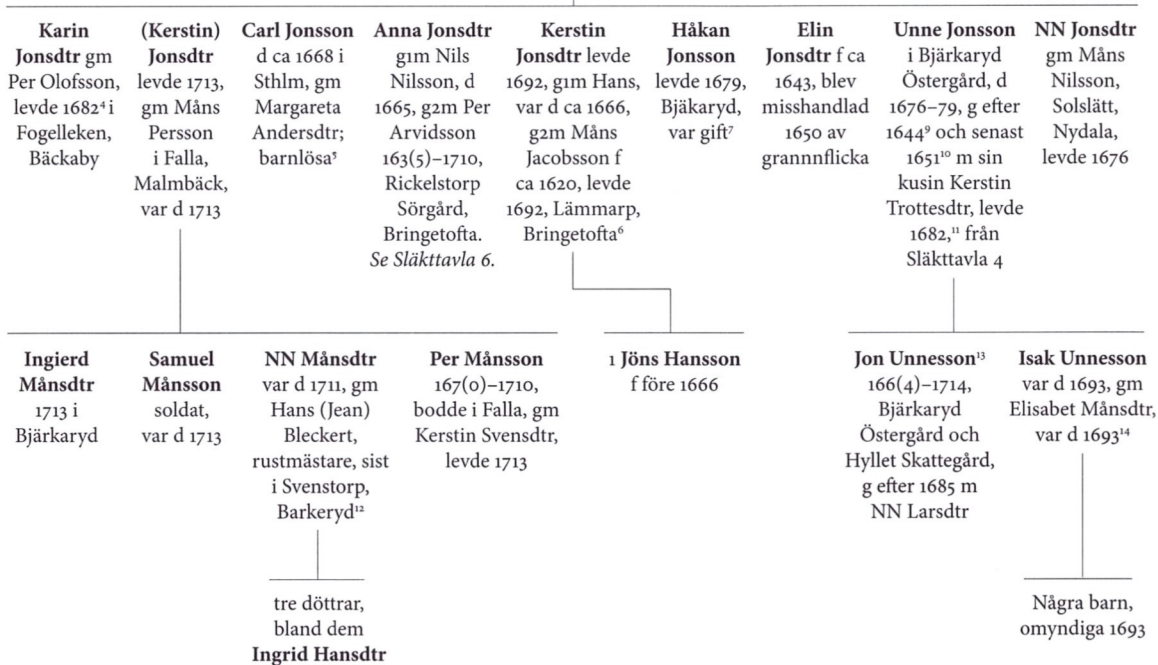 Karin
Jonsdtr gm
Per Olofsson,
levde 1682⁴ i
Fogelleken,
Bäckaby
(Kerstin)
Jonsdtr
levde 1713,
gm Måns
Persson
i Falla,
Malmbäck,
var d 1713
Carl Jonsson
d ca 1668 i
Sthlm, gm
Margareta
Andersdtr;
barnlösa⁵
Anna Jonsdtr
g1m Nils
Nilsson, d
1665, g2m Per
Arvidsson
163(5)–1710,
Rickelstorp
Sörgård,
Bringetofta.
Se Släkttavla 6.
Kerstin
Jonsdtr levde
1692, g1m Hans,
var d ca 1666,
g2m Måns
Jacobsson f
ca 1620, levde
1692, Lämmarp,
Bringetofta⁶
Håkan
Jonsson
levde 1679,
Bjäkaryd,
var gift⁷
Elin
Jonsdtr f ca
1643, blev
misshandlad
1650 av
grannnflicka
Unne Jonsson
i Bjärkaryd
Östergård, d
1676–79, g efter
1644⁹ och senast
1651¹⁰ m sin
kusin Kerstin
Trottesdtr, levde
1682,¹¹ från
Släkttavla 4
NN Jonsdtr
gm Måns
Nilsson,
Solslätt,
Nydala,
levde 1676
Ingierd
Månsdtr
1713 i
Bjärkaryd
Samuel
Månsson
soldat,
var d 1713
NN Månsdtr
var d 1711, gm
Hans (Jean)
Bleckert,
rustmästare, sist
i Svenstorp,
Barkeryd¹²
Per Månsson
167(0)–1710,
bodde i Falla, gm
Kerstin Svensdtr,
levde 1713
1 Jöns Hansson
f före 1666
Jon Unnesson¹³
166(4)–1714,
Bjärkaryd
Östergård och
Hyllet Skattegård,
g efter 1685 m
NN Larsdtr
Isak Unnesson
var d 1693, gm
Elisabet Månsdtr,
var d 1693¹⁴
tre döttrar,
bland dem
Ingrid Hansdtr
Några barn,
omyndiga 1693